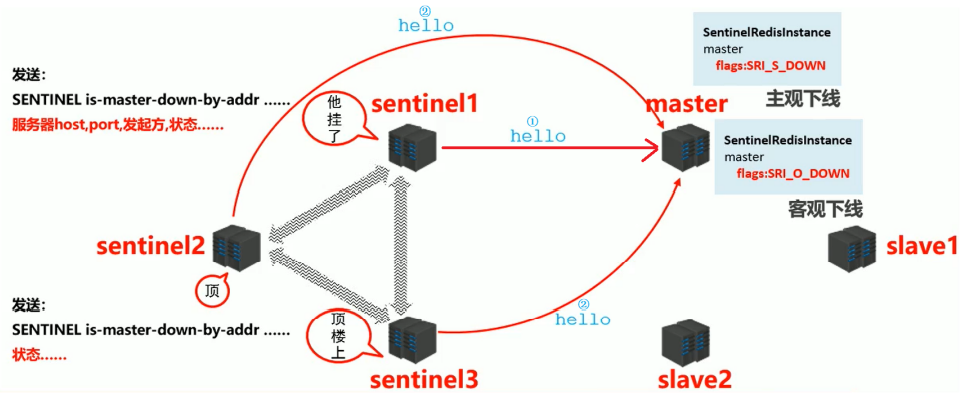 ②
hello
SentinelRedisInstance
master
flags:SRI_S_DOWN
主观下线
发送：
SENTINEL is-master-down-by-addr ……
服务器host,port,发起方,状态……
他
挂
了
sentinel1
master
①
hello
SentinelRedisInstance
master
flags:SRI_O_DOWN
客观下线
sentinel2
slave1
顶
发送；
SENTINEL is-master-down-by-addr ……
状态……
顶
楼
上
②
hello
sentinel3
slave2